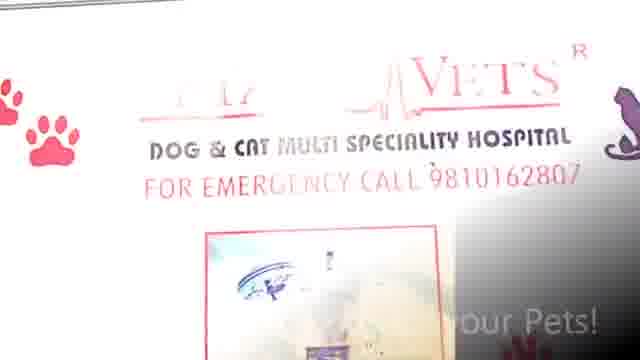 VETS ®
DOG & CAT MULTI SPECIALITY HOSPITAL
FOR EMERGENCY CALL 9810162807
our Pets!